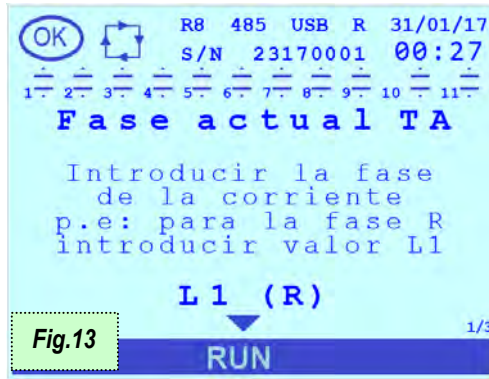 OK R8 485 USB R 31/01/17
S/N 23170001 00:27
1 2 3 4 5 6 7 8 9 10 11
Fase actual TA
Introducir la fase
de la corriente
p.e: para la fase R
introducir valor L1
L1 (R)
1/3
Fig.13
RUN